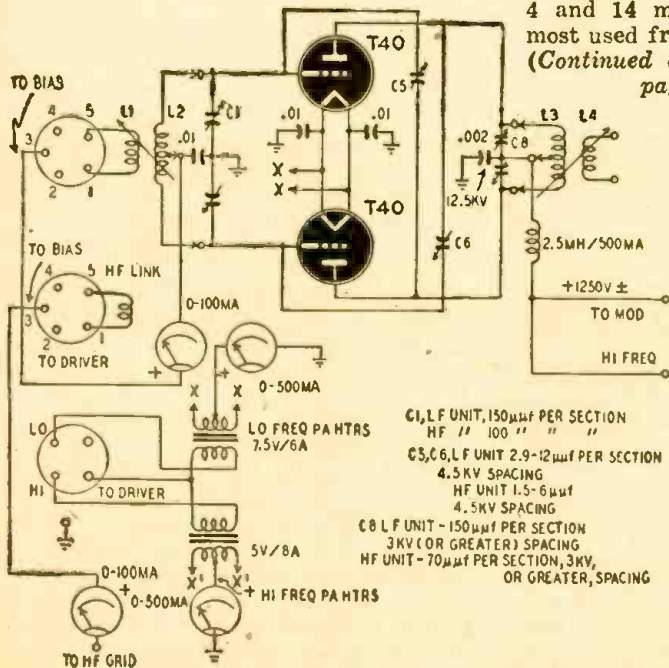 4 and 14 m
most used fr
(Continued
pa
TO BIAS
4
5
3
2
1
L1
L2
C1
.01
.01
.01
T40
T40
X
X
C5
C6
.002
12.5KV
C8
L3
L4
2.5MH/500MA
+1250V ±
TO MOD
HI FREQ
TO BIAS
4
5
HF LINK
3
2
1
TO DRIVER
0-100MA
+
0-500MA
+
X
X
LO FREQ PA HTRS
7.5V/6A
LO
HI
TO DRIVER
5V/8A
X'
X'
+
HI FREQ PA HTRS
0-100MA
+
0-500MA
TO HF GRID
C1, LF UNIT, 150µµf PER SECTION
HF " 100 " " "
C5, C6, LF UNIT 2.9-12µµf PER SECTION
4.5 KV SPACING
HF UNIT 1.5-6µµf
4.5KV SPACING
C8 LF UNIT - 150µµf PER SECTION
3KV (OR GREATER) SPACING
HF UNIT - 70µµf PER SECTION, 3KV,
OR GREATER, SPACING